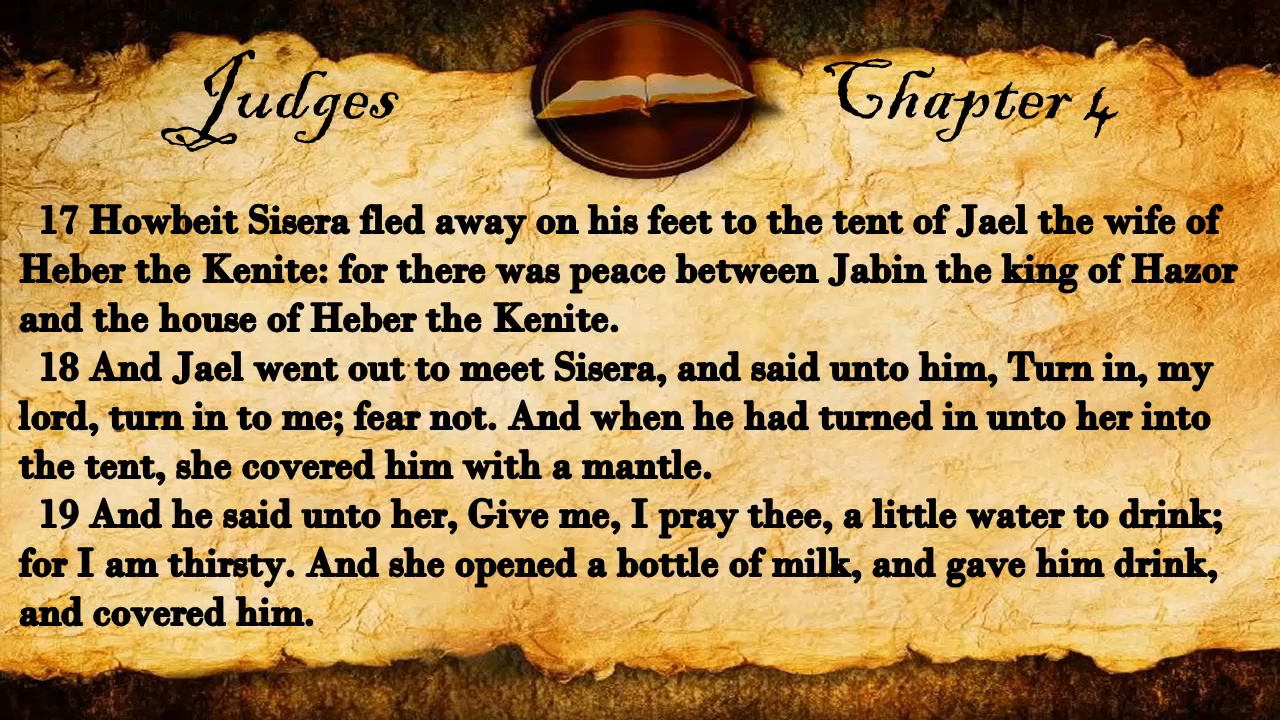 Judges
Chapter 4
17 Howbeit Sisera fled away on his feet to the tent of Jael the wife of
Heber the Kenite: for there was peace between Jabin the king of Hazor
and the house of Heber the Kenite.
18 And Jael went out to meet Sisera, and said unto him, Turn in, my
lord, turn in to me; fear not. And when he had turned in unto her into
the tent, she covered him with a mantle.
19 And he said unto her, Give me, I pray thee, a little water to drink;
for I am thirsty. And she opened a bottle of milk, and gave him drink,
and covered him.